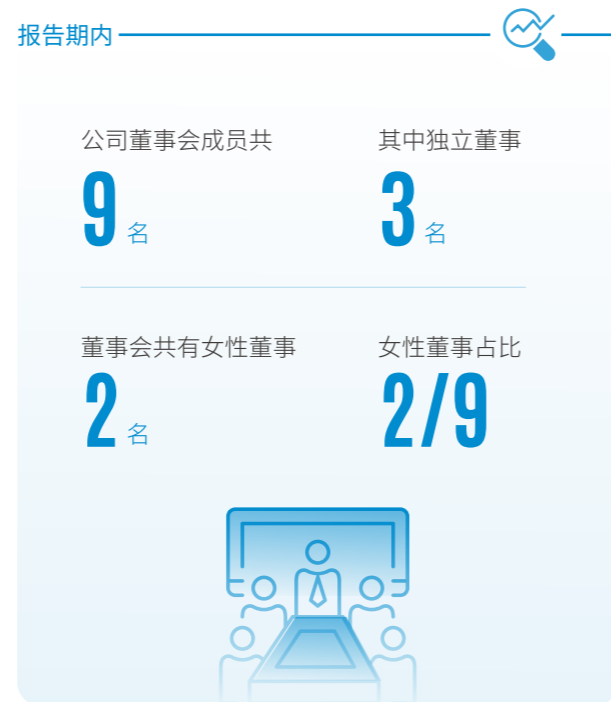 报告期内
公司董事会成员共
9 名
其中独立董事
3 名
董事会共有女性董事
2 名
女性董事占比
2/9